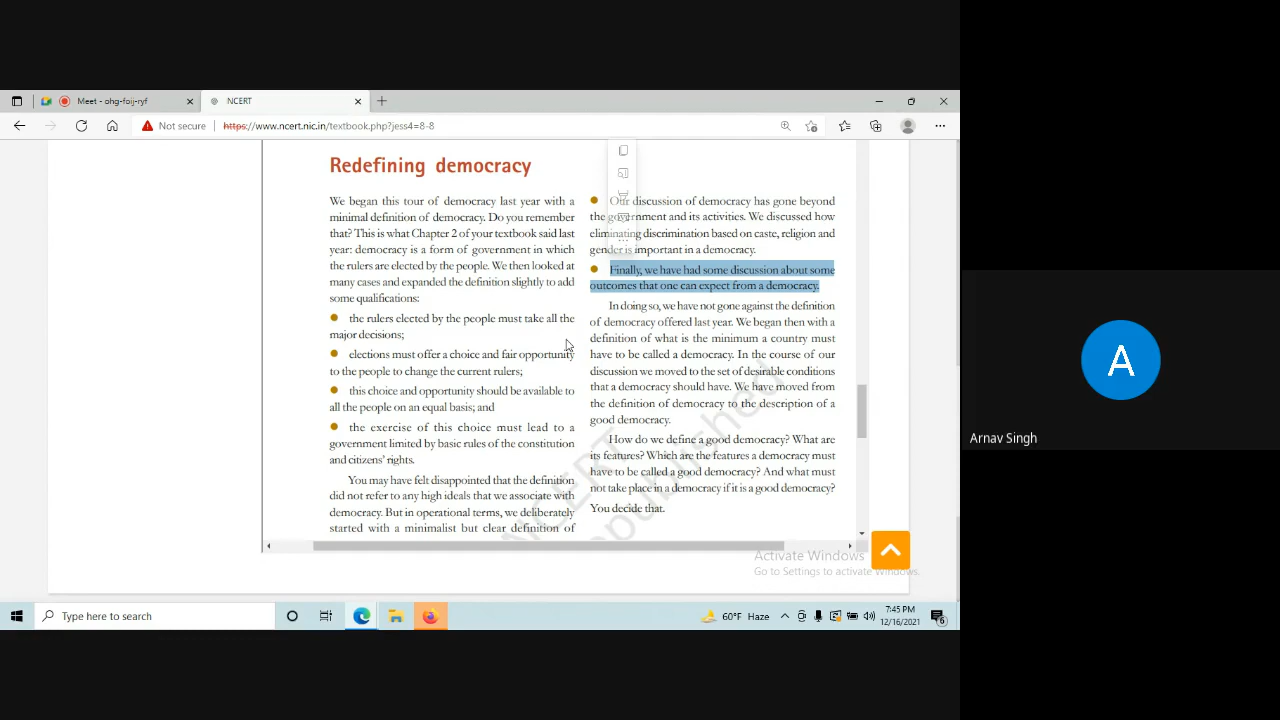 Meet - ohg-foij-ryf
NCERT
Not secure
https://www.ncert.nic.in/textbook.php?jess4=8-8
Redefining democracy
We began this tour of democracy last year with a
minimal definition of democracy. Do you remember
that? This is what Chapter 2 of your textbook said last
year: democracy is a form of government in which
the rulers are elected by the people. We then looked at
many cases and expanded the definition slightly to add
some qualifications:
the rulers elected by the people must take all the
major decisions;
elections must offer a choice and fair opportunity
to the people to change the current rulers;
this choice and opportunity should be available to
all the people on an equal basis; and
the exercise of this choice must lead to a
government limited by basic rules of the constitution
and citizens' rights.
You may have felt disappointed that the definition
did not refer to any high ideals that we associate with
democracy. But in operational terms, we deliberately
started with a minimalist but clear definition of
Our discussion of democracy has gone beyond
the government and its activities. We discussed how
eliminating discrimination based on caste, religion and
gender is important in a democracy.
Finally, we have had some discussion about some
outcomes that one can expect from a democracy.
In doing so, we have not gone against the definition
of democracy offered last year. We began then with a
definition of what is the minimum a country must
have to be called a democracy. In the course of our
discussion we moved to the set of desirable conditions
that a democracy should have. We have moved from
the definition of democracy to the description of a
good democracy.
How do we define a good democracy? What are
its features? Which are the features a democracy must
have to be called a good democracy? And what must
not take place in a democracy if it is a good democracy?
You decide that.
NCERT
republished
Activate Windows
Go to Settings to activate Windows.
Type here to search
60°F Haze
7:45 PM
12/16/2021
6
A
Arnav Singh